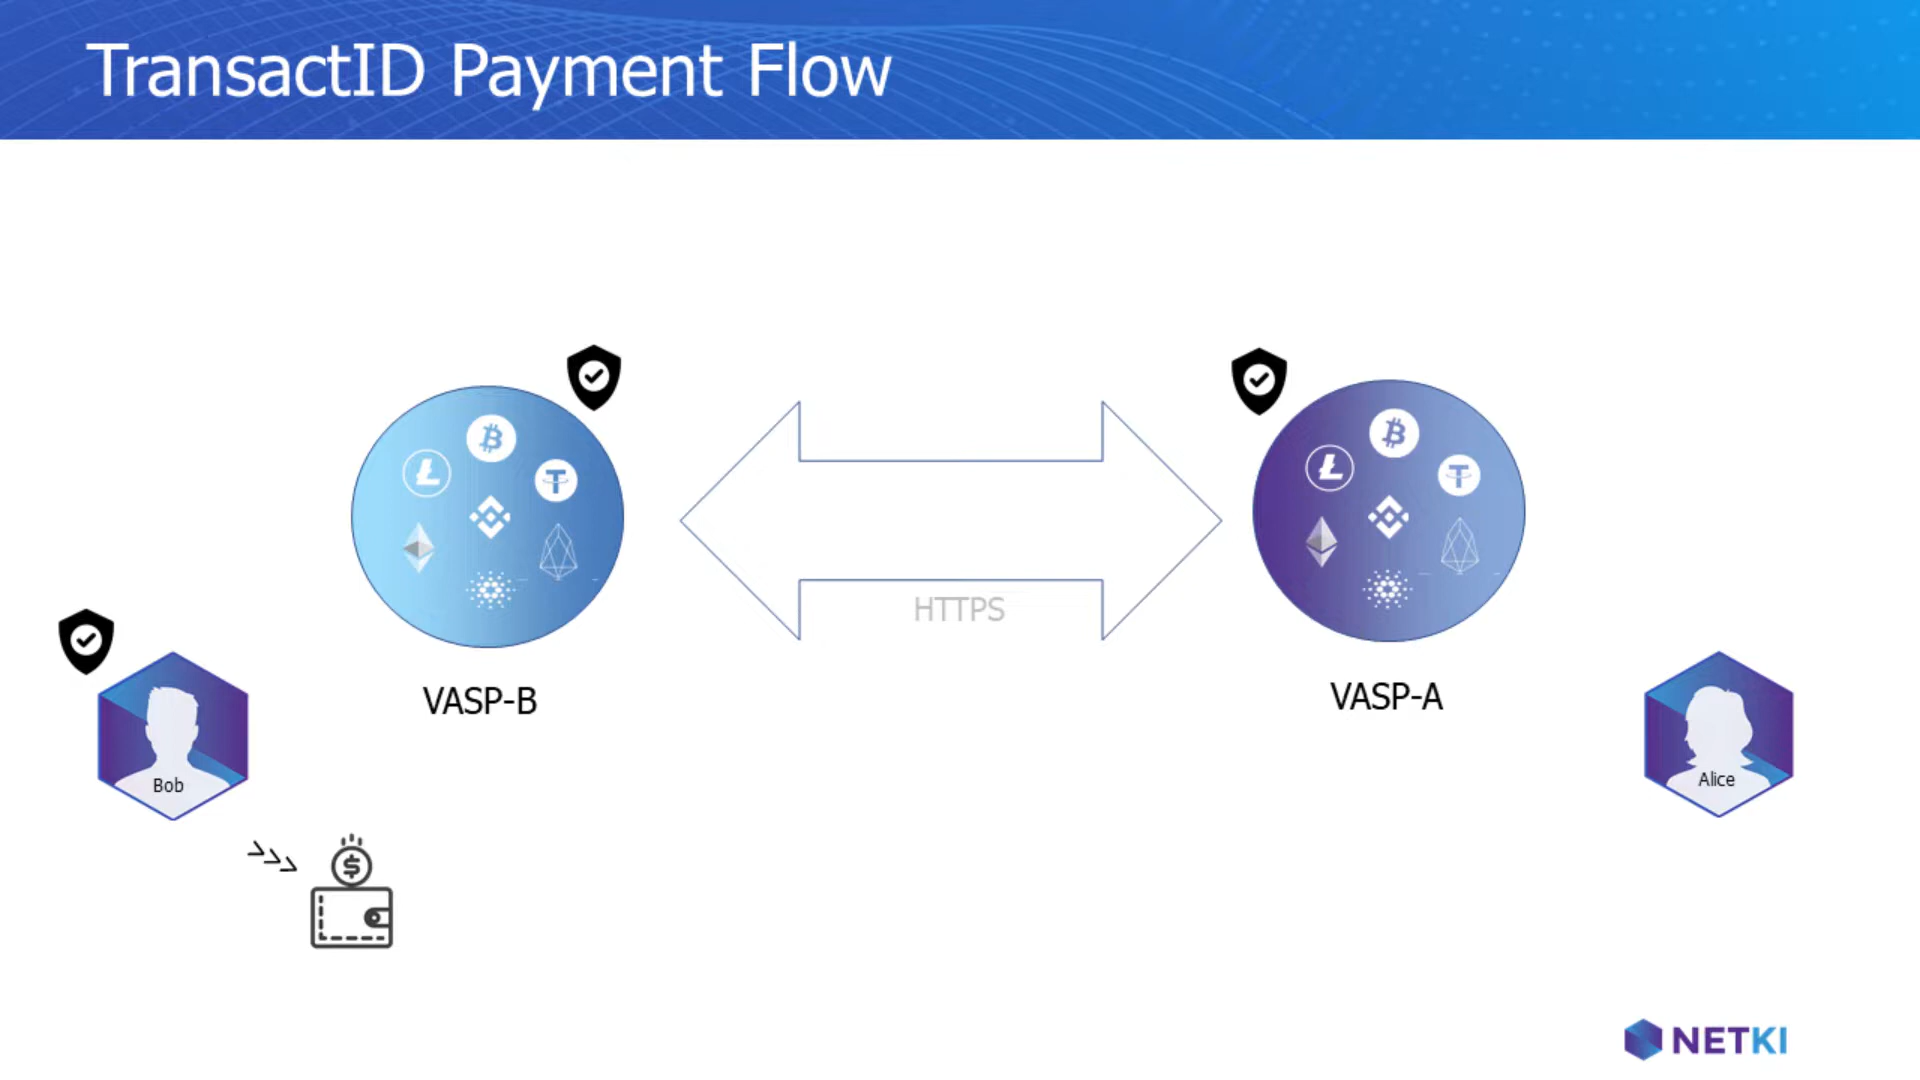 TransactID Payment Flow
HTTPS
VASP-B
VASP-A
Bob
Alice
NETKI